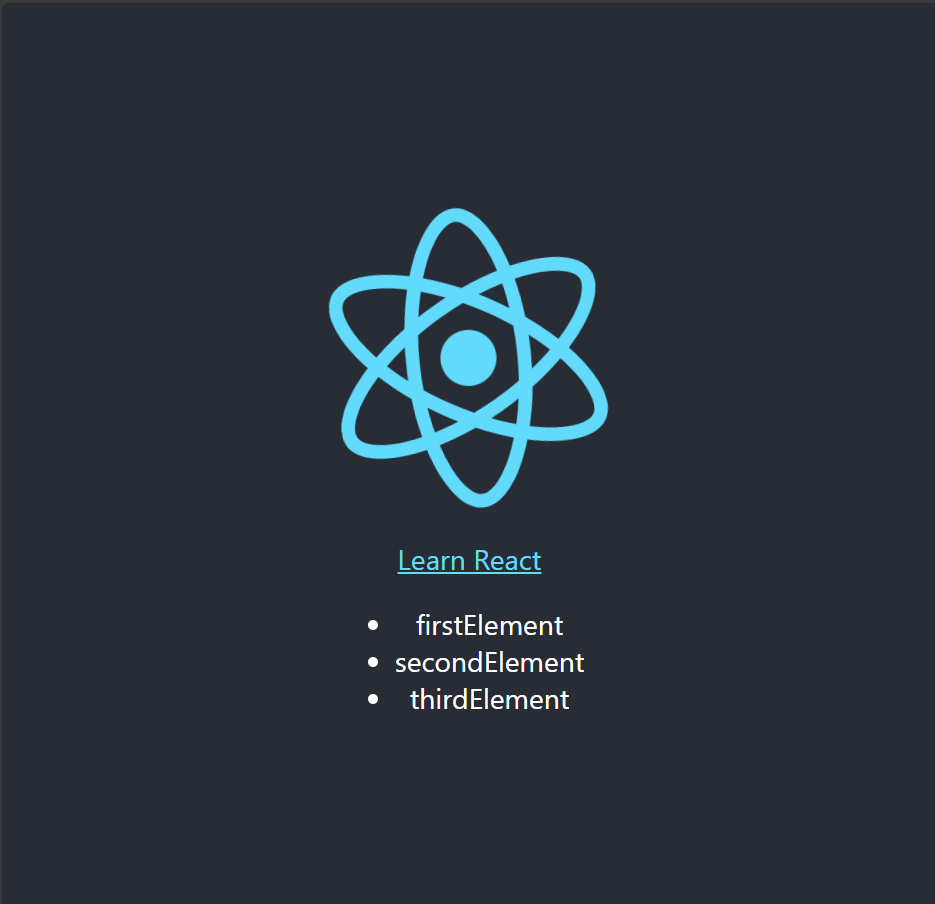 Learn React
• firstElement
• secondElement
• thirdElement